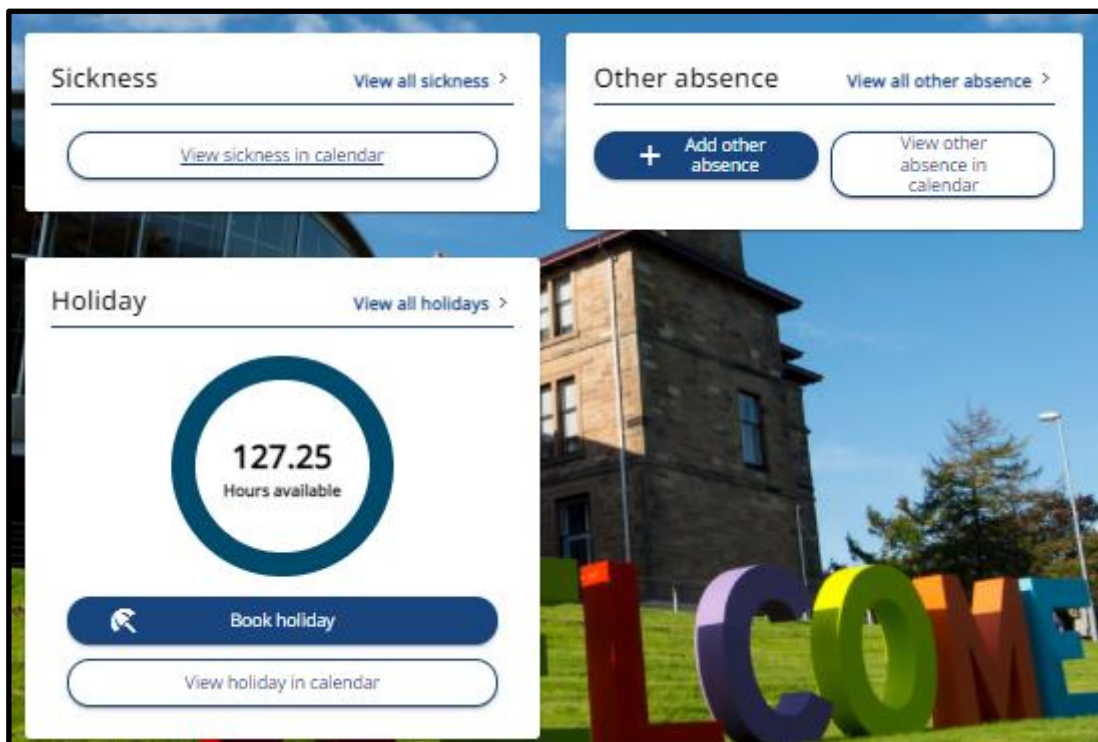 Sickness
View all sickness >
View sickness in calendar
Other absence
View all other absence >
+ Add other
absence
View other
absence in
calendar
Holiday
View all holidays >
127.25
Hours available
Book holiday
View holiday in calendar
LCOME